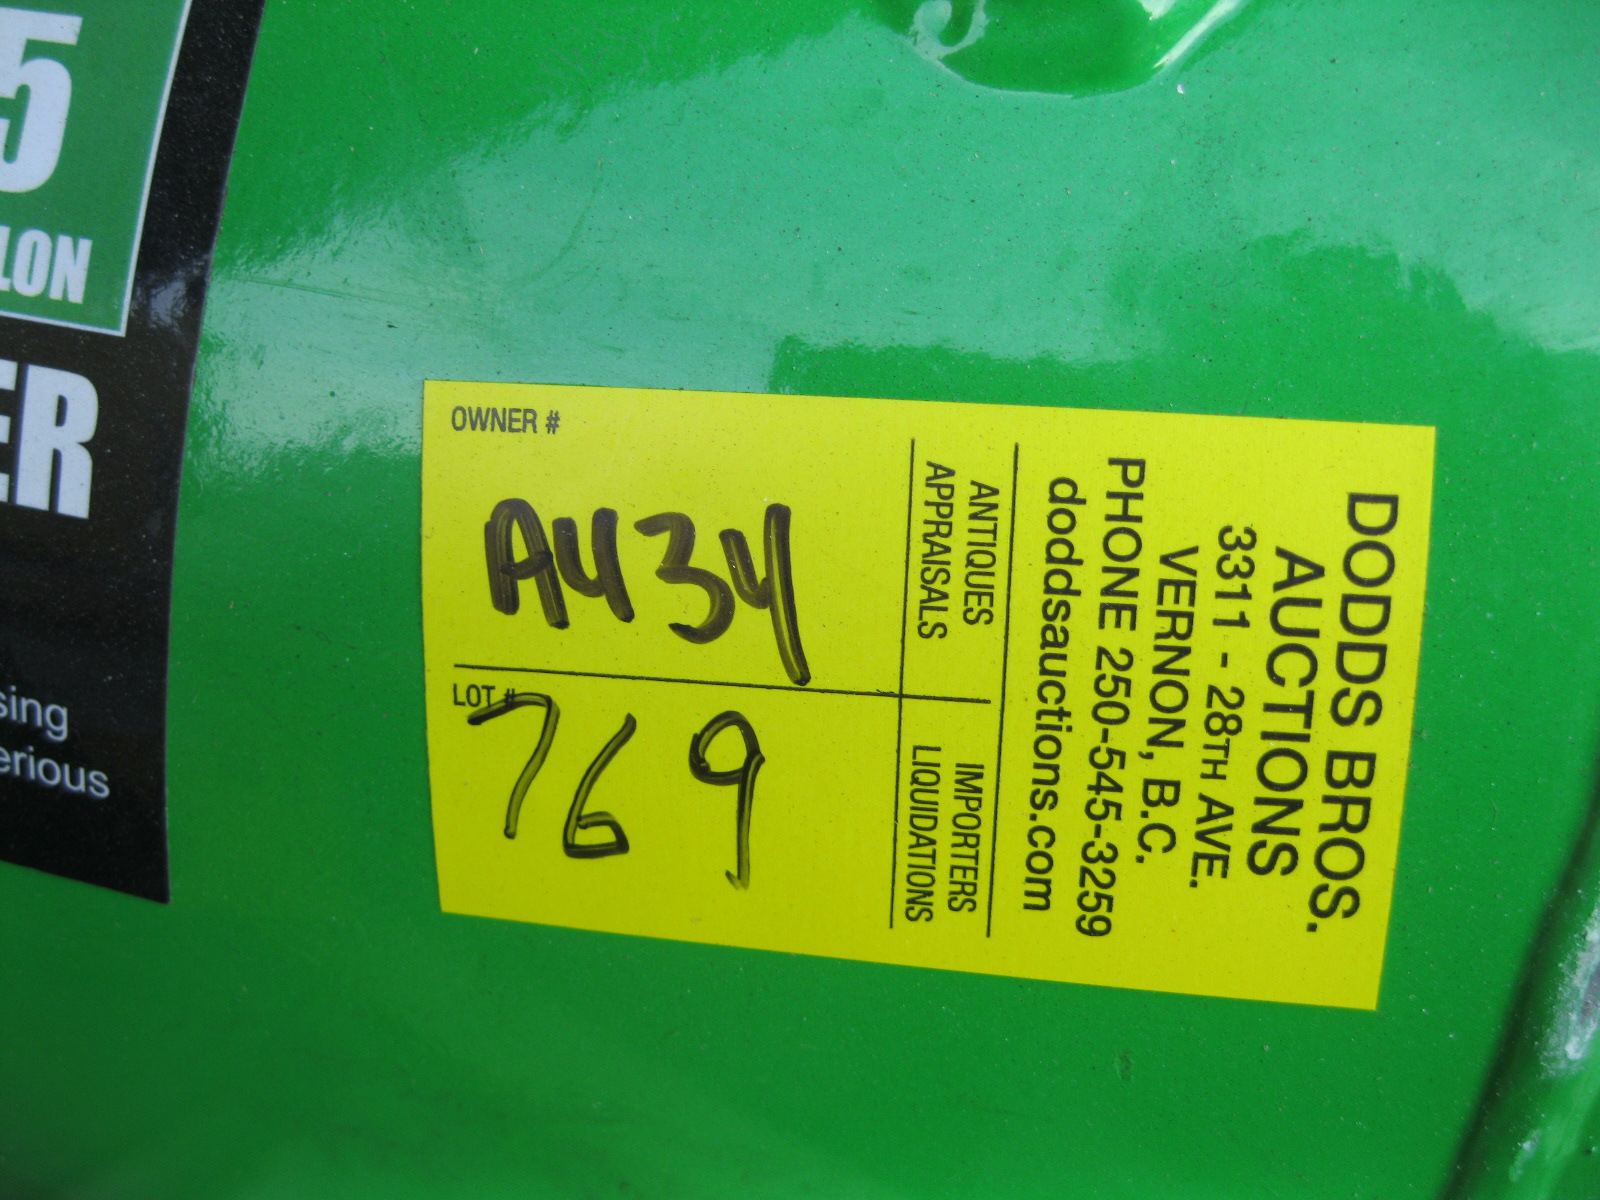 5
LON
ER
sing
erious
OWNER #
A434
LOT #
769
ANTIQUES
APPRAISALS
IMPORTERS
LIQUIDATIONS
DODDS BROS.
AUCTIONS
3311 - 28TH AVE.
VERNON, B.C.
PHONE 250-545-3259
doddsauctions.com